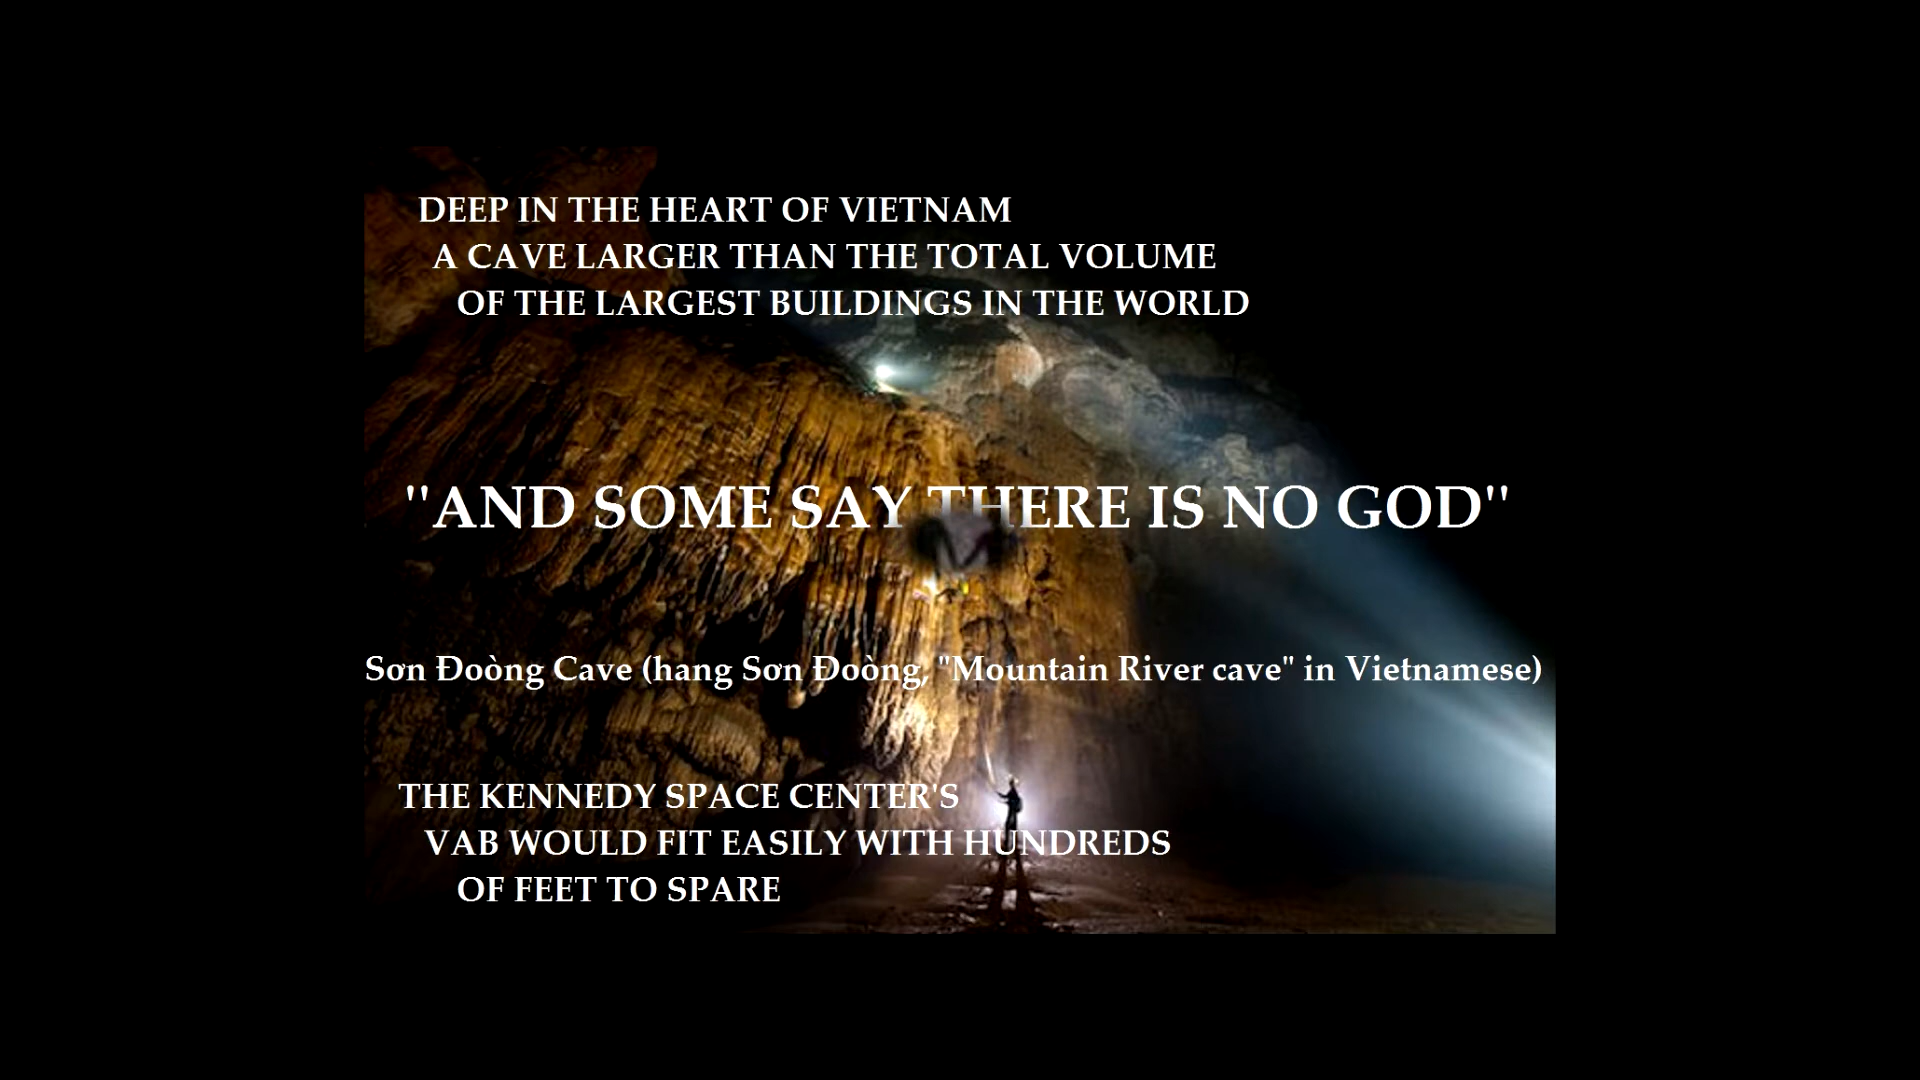 DEEP IN THE HEART OF VIETNAM
A CAVE LARGER THAN THE TOTAL VOLUME
OF THE LARGEST BUILDINGS IN THE WORLD
"AND SOME SAY THERE IS NO GOD"
Sơn Đoòng Cave (hang Sơn Đoòng, "Mountain River cave" in Vietnamese)
THE KENNEDY SPACE CENTER'S
VAB WOULD FIT EASILY WITH HUNDREDS
OF FEET TO SPARE